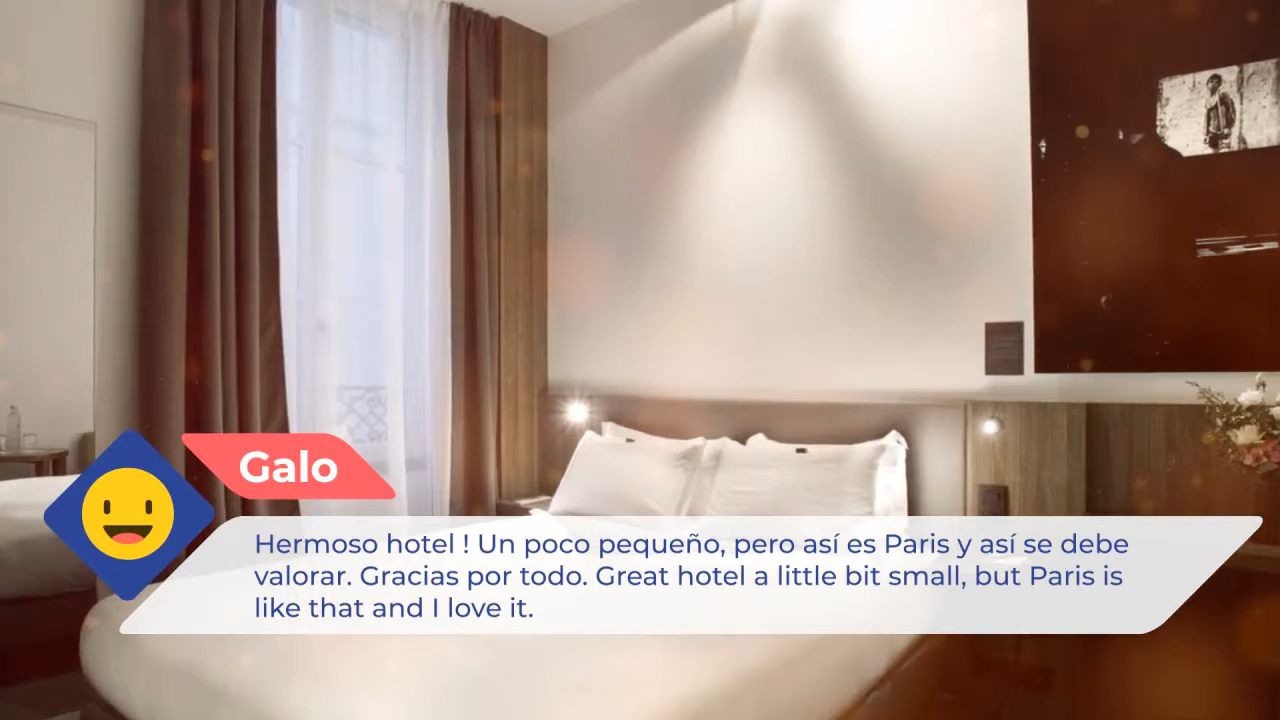 Galo
Hermoso hotel ! Un poco pequeño, pero así es Paris y así se debe
valorar. Gracias por todo. Great hotel a little bit small, but Paris is
like that and I love it.